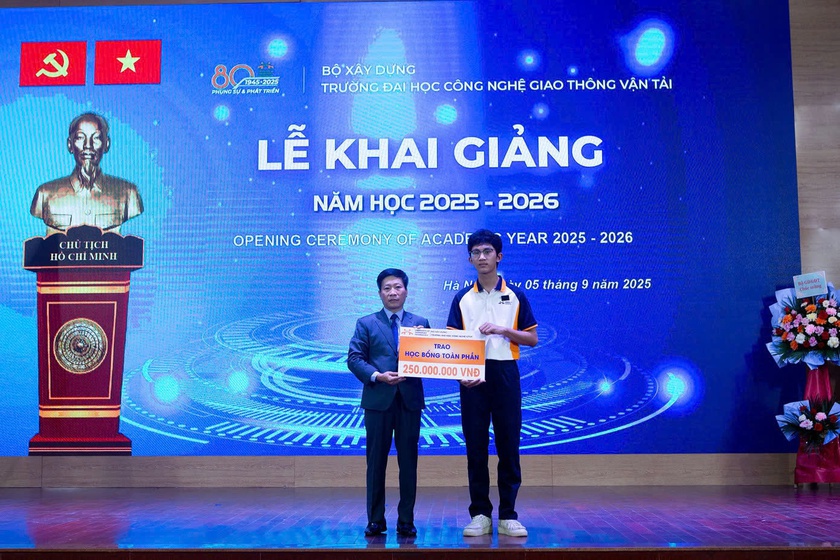 80
1945-2025
PHỤNG SỰ & PHÁT TRIỂN
BỘ XÂY DỰNG
TRƯỜNG ĐẠI HỌC CÔNG NGHỆ GIAO THÔNG VẬN TẢI
LỄ KHAI GIẢNG
NĂM HỌC 2025 - 2026
OPENING CEREMONY OF ACADE YEAR 2025 - 2026
Hà N ày 05 tháng 9 năm 2025
CHỦ TỊCH
HỒ CHÍ MINH
TRAO
HỌC BỔNG TOÀN PHẦN
250.000.000 VNĐ